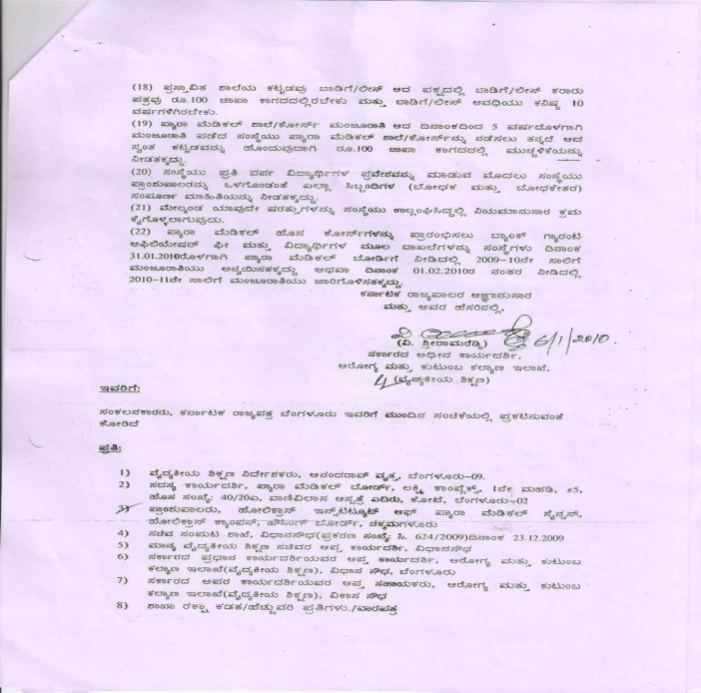 (18) ಪ್ರಸ್ತಾವಿತ ಶಾಲೆಯ ಕಟ್ಟಡವು ಬಾಡಿಗೆ/ಲೀಸ್ ಆದ ಪಕ್ಷದಲ್ಲಿ ಬಾಡಿಗೆ/ಲೀಸ್ ಕರಾರು
ಪತ್ರವು ರೂ.100 ಛಾಪಾ ಕಾಗದದಲ್ಲಿರಬೇಕು ಮತ್ತು ಬಾಡಿಗೆ/ಲೀಸ್ ಅವಧಿಯು ಕನಿಷ್ಠ 10
ವರ್ಷಗಳಿಗಿರಬೇಕು.
(19) ಪ್ಯಾರಾ ಮೆಡಿಕಲ್ ಶಾಲೆ/ಕೋರ್ಸ್ ಮಂಜೂರಾತಿ ಆದ ದಿನಾಂಕದಿಂದ 5 ವರ್ಷದೊಳಗಾಗಿ
ಮಂಜೂರಾತಿ ಪಡೆದ ಸಂಸ್ಥೆಯು ಪ್ಯಾರಾ ಮೆಡಿಕಲ್ ಶಾಲೆ/ಕೋರ್ಸ್‌ನ್ನು ನಡೆಸಲು ತನ್ನದೆ ಆದ
ಸ್ವಂತ ಕಟ್ಟಡವನ್ನು ಹೊಂದುವುದಾಗಿ ರೂ.100 ಛಾಪಾ ಕಾಗದದಲ್ಲಿ ಮುಚ್ಚಳಿಕೆಯನ್ನು
ನೀಡತಕ್ಕದ್ದು.
(20) ಸಂಸ್ಥೆಯು ಪ್ರತಿ ವರ್ಷ ವಿದ್ಯಾರ್ಥಿಗಳ ಪ್ರವೇಶವನ್ನು ಮಾಡುವ ಮೊದಲು ಸಂಸ್ಥೆಯು
ಪ್ರಾಂಶುಪಾಲರನ್ನು ಒಳಗೊಂಡಂತೆ ಎಲ್ಲಾ ಸಿಬ್ಬಂದಿಗಳ (ಬೋಧಕ ಮತ್ತು ಬೋಧಕೇತರ)
ಸಂಪೂರ್ಣ ಮಾಹಿತಿಯನ್ನು ನೀಡತಕ್ಕದ್ದು.
(21) ಮೇಲ್ಕಂಡ ಯಾವುದೇ ಷರತ್ತುಗಳನ್ನು ಸಂಸ್ಥೆಯು ಉಲ್ಲಂಘಿಸಿದ್ದಲ್ಲಿ ನಿಯಮಾನುಸಾರ ಕ್ರಮ
ಕೈಗೊಳ್ಳಲಾಗುವುದು.
(22) ಪ್ಯಾರಾ ಮೆಡಿಕಲ್ ಹೊಸ ಕೋರ್ಸ್‌ಗಳನ್ನು ಪ್ರಾರಂಭಿಸಲು ಬ್ಯಾಂಕ್ ಗ್ಯಾರಂಟಿ
ಅಫಿಲಿಯೇಷನ್ ಫೀ ಮತ್ತು ವಿದ್ಯಾರ್ಥಿಗಳ ಮೂಲ ದಾಖಲೆಗಳನ್ನು ಸಂಸ್ಥೆಗಳು ದಿನಾಂಕ
31.01.2010ರೊಳಗಾಗಿ ಪ್ಯಾರಾ ಮೆಡಿಕಲ್ ಬೋರ್ಡಿಗೆ ನೀಡಿದಲ್ಲಿ 2009-10ನೇ ಸಾಲಿಗೆ
ಮಂಜೂರಾತಿಯು ಅನ್ವಯಿಸತಕ್ಕದ್ದು ಅಥವಾ ದಿನಾಂಕ 01.02.2010ರ ನಂತರ ನೀಡಿದಲ್ಲಿ
2010-11ನೇ ಸಾಲಿಗೆ ಮಂಜೂರಾತಿಯು ಜಾರಿಗೊಳಿಸತಕ್ಕದ್ದು.
ಕರ್ನಾಟಕ ರಾಜ್ಯಪಾಲರ ಆಜ್ಞಾನುಸಾರ
ಮತ್ತು ಅವರ ಹೆಸರಿನಲ್ಲಿ,
6/1/2010.
(ವಿ. ಶ್ರೀರಾಮರೆಡ್ಡಿ)
ಸರ್ಕಾರದ ಅಧೀನ ಕಾರ್ಯದರ್ಶಿ,
ಆರೋಗ್ಯ ಮತ್ತು ಕುಟುಂಬ ಕಲ್ಯಾಣ ಇಲಾಖೆ,
(ವೈದ್ಯಕೀಯ ಶಿಕ್ಷಣ)
ಇವರಿಗೆ:
ಸಂಕಲನಕಾರರು, ಕರ್ನಾಟಕ ರಾಜ್ಯಪತ್ರ ಬೆಂಗಳೂರು ಇವರಿಗೆ ಮುಂದಿನ ಸಂಚಿಕೆಯಲ್ಲಿ ಪ್ರಕಟಿಸುವಂತೆ
ಕೋರಿದೆ
ಪ್ರತಿ:
1) ವೈದ್ಯಕೀಯ ಶಿಕ್ಷಣ ನಿರ್ದೇಶಕರು, ಆನಂದರಾವ್ ವೃತ್ತ, ಬೆಂಗಳೂರು-09.
2) ಸದಸ್ಯ ಕಾರ್ಯದರ್ಶಿ, ಪ್ಯಾರಾ ಮೆಡಿಕಲ್ ಬೋರ್ಡ್, ಲಕ್ಷ್ಮಿ ಕಾಂಪ್ಲೆಕ್ಸ್, 1ನೇ ಮಹಡಿ, #5,
ಹೊಸ ಸಂಖ್ಯೆ: 40/20ಎ, ವಾಣಿವಿಲಾಸ ಆಸ್ಪತ್ರೆ ಎದುರು, ಕೋಟೆ, ಬೆಂಗಳೂರು-02
3) ಪ್ರಾಂಶುಪಾಲರು, ಹೋಲಿಕ್ರಾಸ್ ಇನ್ಸ್‌ಟಿಟ್ಯೂಟ್ ಆಫ್ ಪ್ಯಾರಾ ಮೆಡಿಕಲ್ ಸೈನ್ಸಸ್,
ಹೋಲಿಕ್ರಾಸ್ ಕ್ಯಾಂಪಸ್, ಹೌಸಿಂಗ್ ಬೋರ್ಡ್, ಚಿಕ್ಕಮಗಳೂರು
4) ಸಚಿವ ಸಂಪುಟ ಶಾಖೆ, ವಿಧಾನಸೌಧ(ಪ್ರಕರಣ ಸಂಖ್ಯೆ: ಸಿ. 624/2009)ದಿನಾಂಕ 23.12.2009
5) ಮಾನ್ಯ ವೈದ್ಯಕೀಯ ಶಿಕ್ಷಣ ಸಚಿವರ ಆಪ್ತ ಕಾರ್ಯದರ್ಶಿ, ವಿಧಾನಸೌಧ
6) ಸರ್ಕಾರದ ಪ್ರಧಾನ ಕಾರ್ಯದರ್ಶಿಯವರ ಆಪ್ತ ಕಾರ್ಯದರ್ಶಿ, ಆರೋಗ್ಯ ಮತ್ತು ಕುಟುಂಬ
ಕಲ್ಯಾಣ ಇಲಾಖೆ(ವೈದ್ಯಕೀಯ ಶಿಕ್ಷಣ), ವಿಧಾನ ಸೌಧ, ಬೆಂಗಳೂರು
7) ಸರ್ಕಾರದ ಅಪರ ಕಾರ್ಯದರ್ಶಿಯವರ ಆಪ್ತ ಸಹಾಯಕರು, ಆರೋಗ್ಯ ಮತ್ತು ಕುಟುಂಬ
ಕಲ್ಯಾಣ ಇಲಾಖೆ(ವೈದ್ಯಕೀಯ ಶಿಕ್ಷಣ), ವಿಕಾಸ ಸೌಧ
8) ಶಾಖಾ ರಕ್ಷಾ ಕಡತ/ಹೆಚ್ಚುವರಿ ಪ್ರತಿಗಳು./ವಾರಪತ್ರ